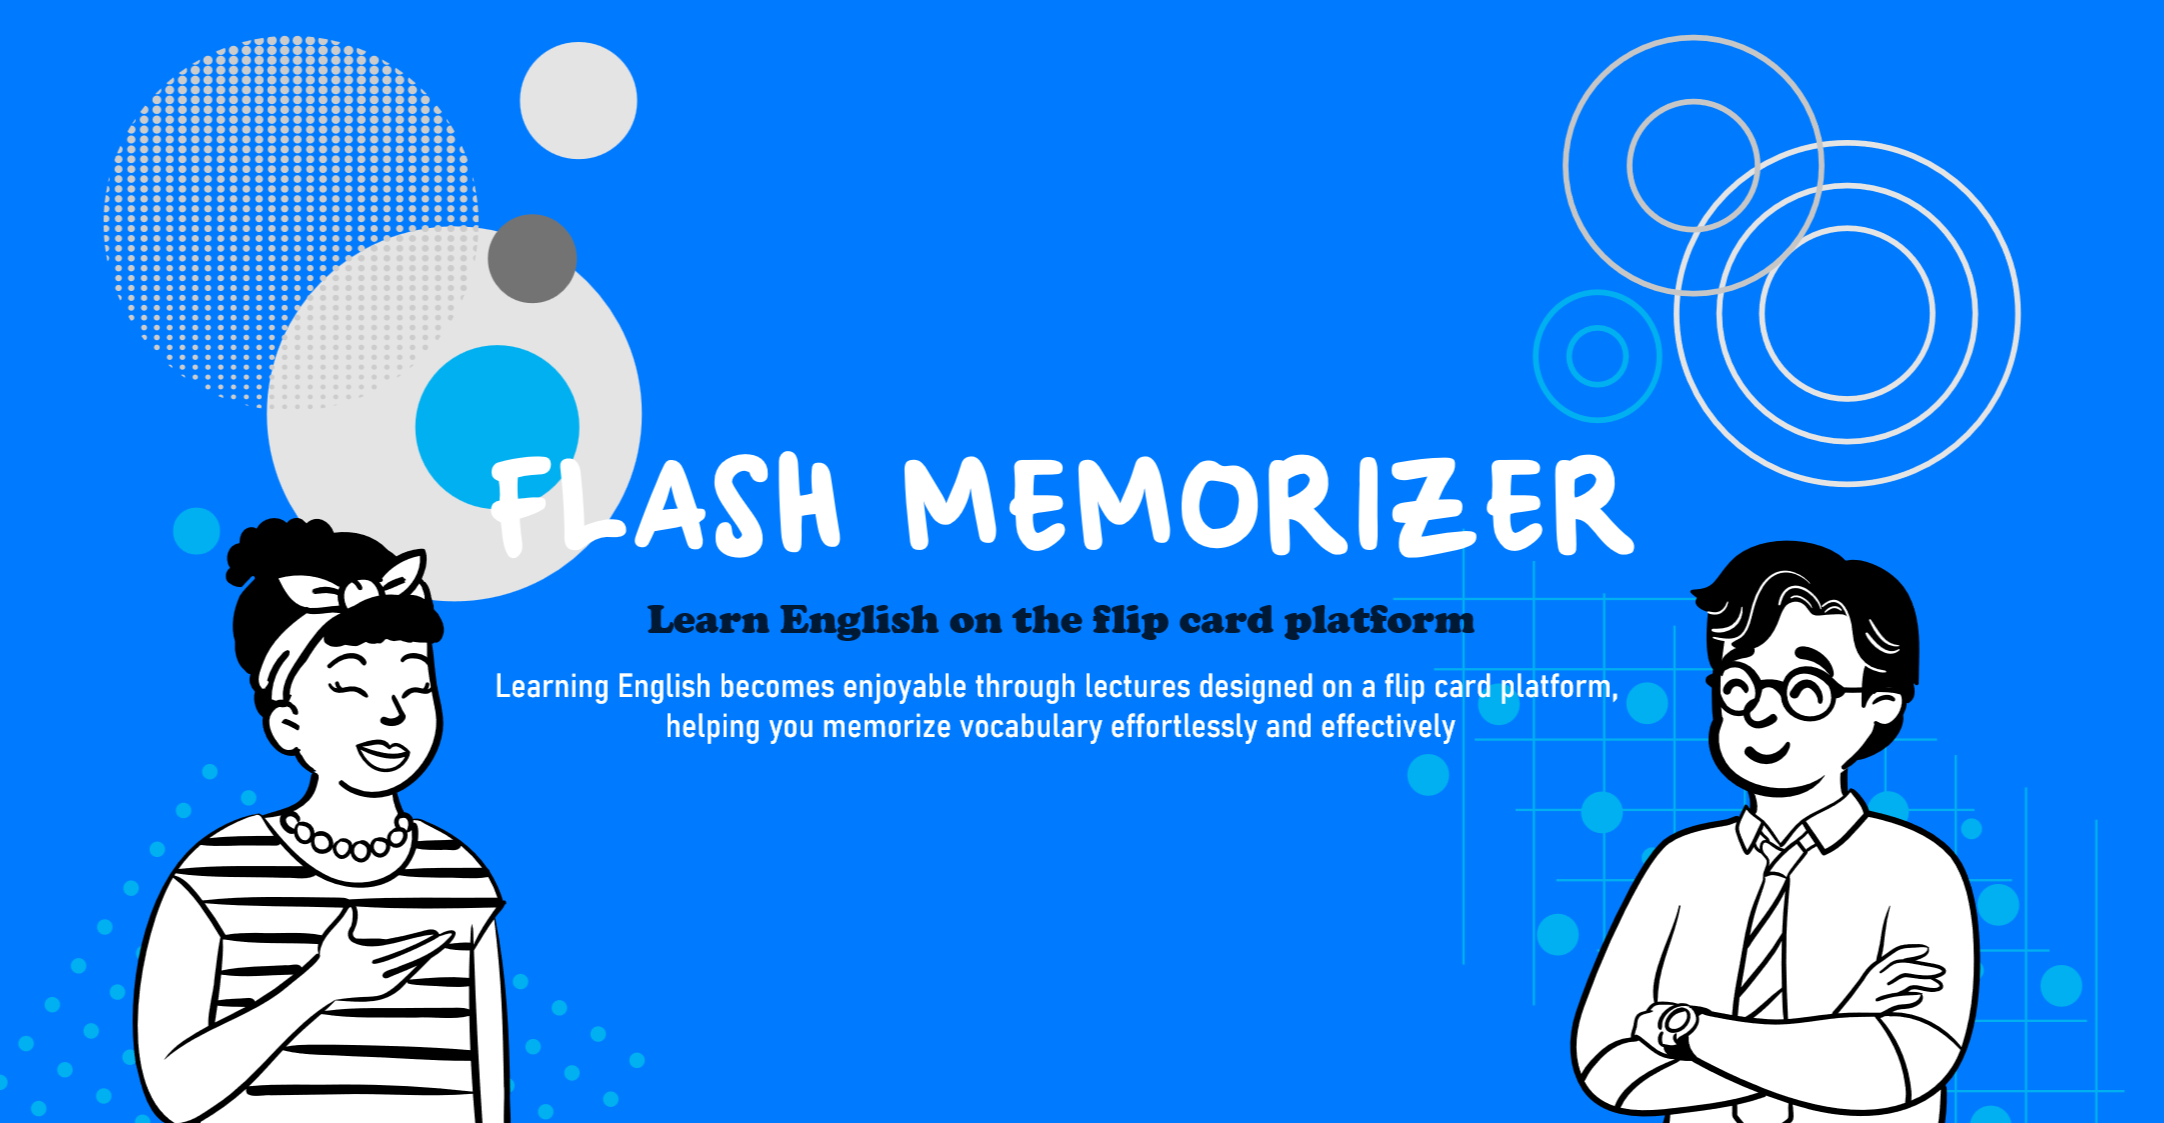 FLASH MEMORIZER
Learn English on the flip card platform
Learning English becomes enjoyable through lectures designed on a flip card platform,
helping you memorize vocabulary effortlessly and effectively